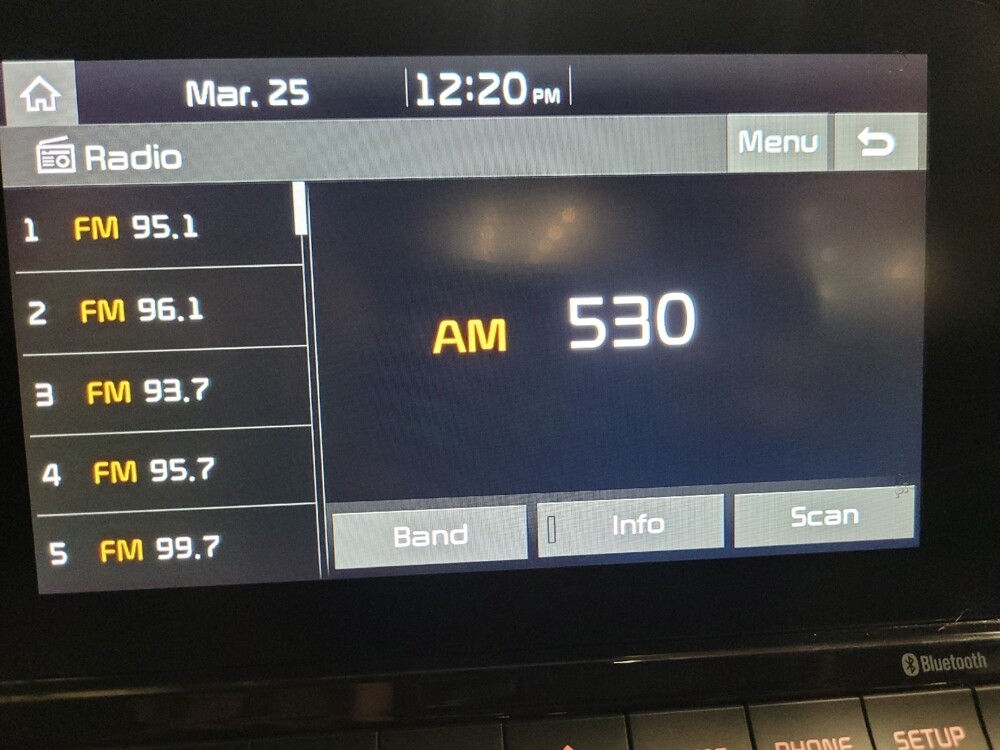 Mar. 25 12:20 PM
Radio Menu
1 FM 95.1
2 FM 96.1
3 FM 93.7
4 FM 95.7
5 FM 99.7
AM 530
Band Info Scan
Bluetooth
PHONE SETUP